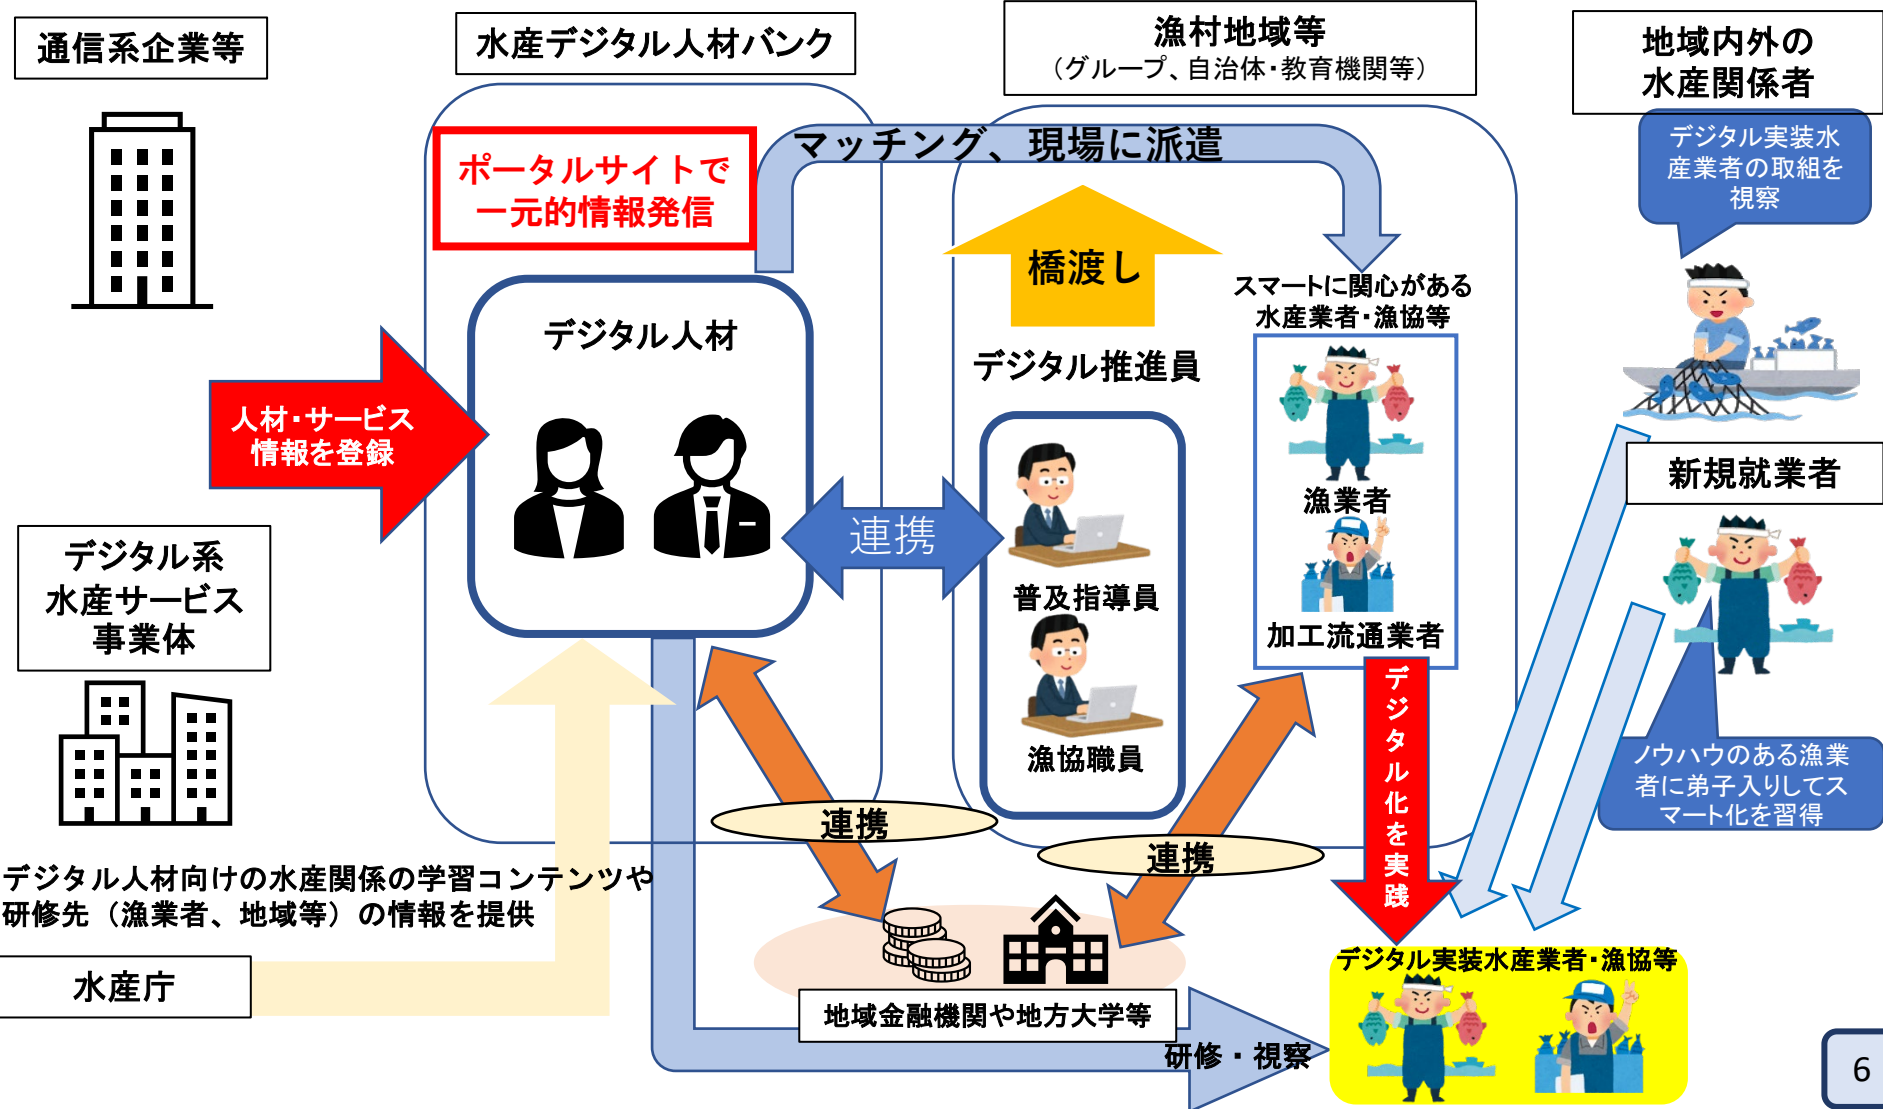 通信系企業等
水産デジタル人材バンク
漁村地域等
（グループ、自治体・教育機関等）
地域内外の
水産関係者
デジタル実装水
産業者の取組を
視察
ポータルサイトで
一元的情報発信
マッチング、現場に派遣
橋渡し
スマートに関心がある
水産業者・漁協等
デジタル人材
デジタル推進員
人材・サービス
情報を登録
連携
漁業者
新規就業者
デジタル系
水産サービス
事業体
普及指導員
加工流通業者
漁協職員
デジタル化を実践
ノウハウのある漁業
者に弟子入りしてス
マート化を習得
連携
連携
デジタル人材向けの水産関係の学習コンテンツや
研修先（漁業者、地域等）の情報を提供
水産庁
地域金融機関や地方大学等
デジタル実装水産業者・漁協等
研修・視察
6